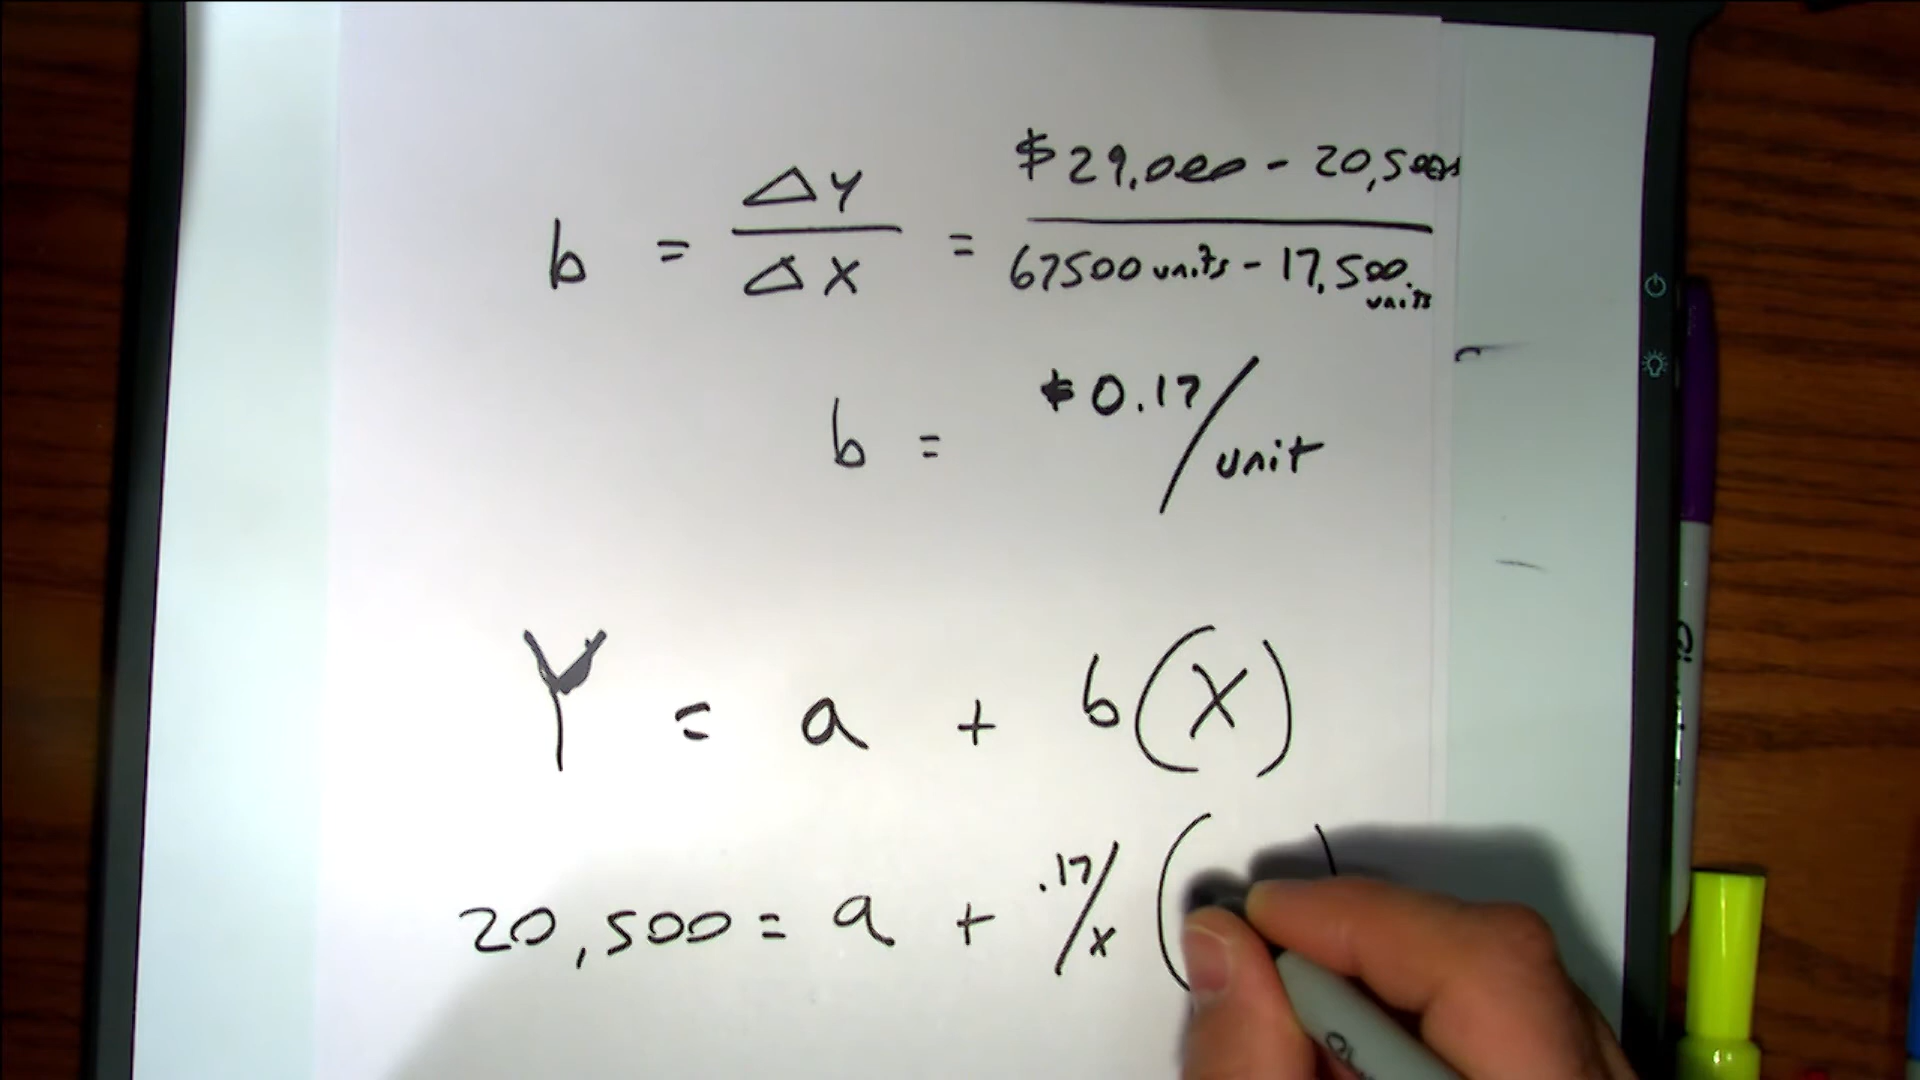 b = ΔY / ΔX = $29,000 - 20,500 / 67500 units - 17,500 units
b = $0.17 / unit
Y = a + b(X)
20,500 = a + .17/x (